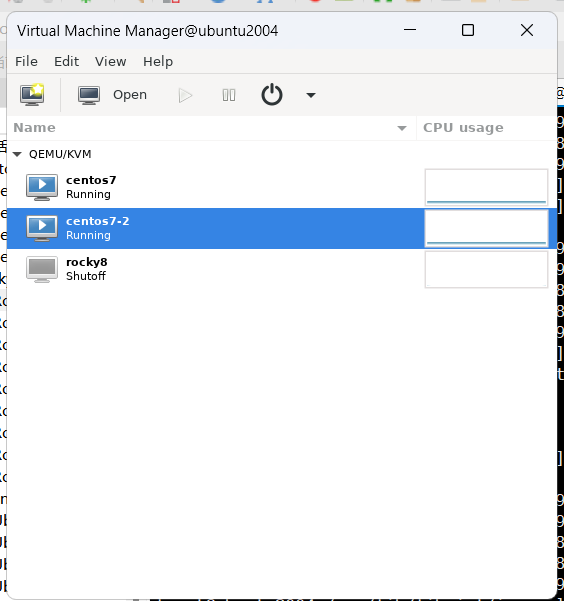 Virtual Machine Manager@ubuntu2004
File Edit View Help
Open
Name CPU usage
QEMU/KVM
centos7
Running
centos7-2
Running
rocky8
Shutoff